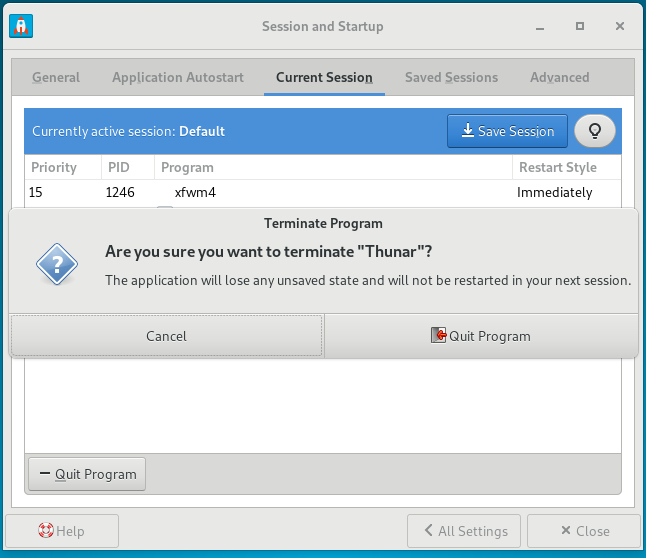 Session and Startup
General Application Autostart Current Session Saved Sessions Advanced
Currently active session: Default
Save Session
Priority PID Program Restart Style
15 1246 xfwm4 Immediately
Terminate Program
Are you sure you want to terminate "Thunar"?
The application will lose any unsaved state and will not be restarted in your next session.
Cancel Quit Program
Quit Program
Help All Settings Close